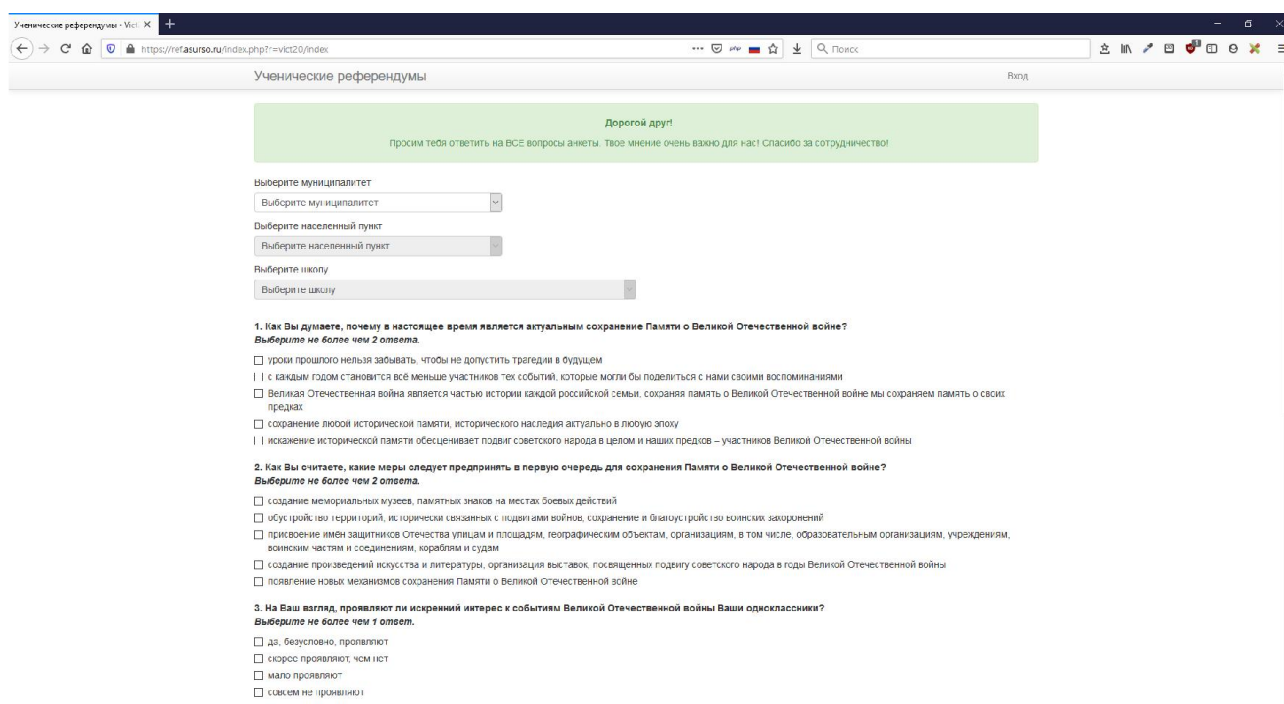 Ученические референдумы - Vict
https://ref.asurso.ru/index.php?r=vict20/index
php
Поиск
Ученические референдумы
Вход
Дорогой друг!
Просим тебя ответить на ВСЕ вопросы анкеты. Твое мнение очень важно для нас! Спасибо за сотрудничество!
Выберите муниципалитет
Выберите муниципалитет
Выберите населенный пункт
Выберите населенный пункт
Выберите школу
Выберите школу
1. Как Вы думаете, почему в настоящее время является актуальным сохранение Памяти о Великой Отечественной войне?
Выберите не более чем 2 ответа.
уроки прошлого нельзя забывать, чтобы не допустить трагедии в будущем
с каждым годом становится всё меньше участников тех событий, которые могли бы поделиться с нами своими воспоминаниями
Великая Отечественная война является частью истории каждой российской семьи, сохраняя память о Великой Отечественной войне мы сохраняем память о своих
предках
сохранение любой исторической памяти, исторического наследия актуально в любую эпоху
искажение исторической памяти обесценивает подвиг советского народа в целом и наших предков – участников Великой Отечественной войны
2. Как Вы считаете, какие меры следует предпринять в первую очередь для сохранения Памяти о Великой Отечественной войне?
Выберите не более чем 2 ответа.
создание мемориальных музеев, памятных знаков на местах боевых действий
обустройство территорий, исторически связанных с подвигами войнов, сохранение и благоустройство воинских захоронений
присвоение имён защитников Отечества улицам и площадям, географическим объектам, организациям, в том числе, образовательным организациям, учреждениям,
воинским частям и соединениям, кораблям и судам
создание произведений искусства и литературы, организация выставок, посвященных подвигу советского народа в годы Великой Отечественной войны
появление новых механизмов сохранения Памяти о Великой Отечественной войне
3. На Ваш взгляд, проявляют ли искренний интерес к событиям Великой Отечественной войны Ваши одноклассники?
Выберите не более чем 1 ответ.
да, безусловно, проявляют
скорее проявляют, чем нет
мало проявляют
совсем не проявляют